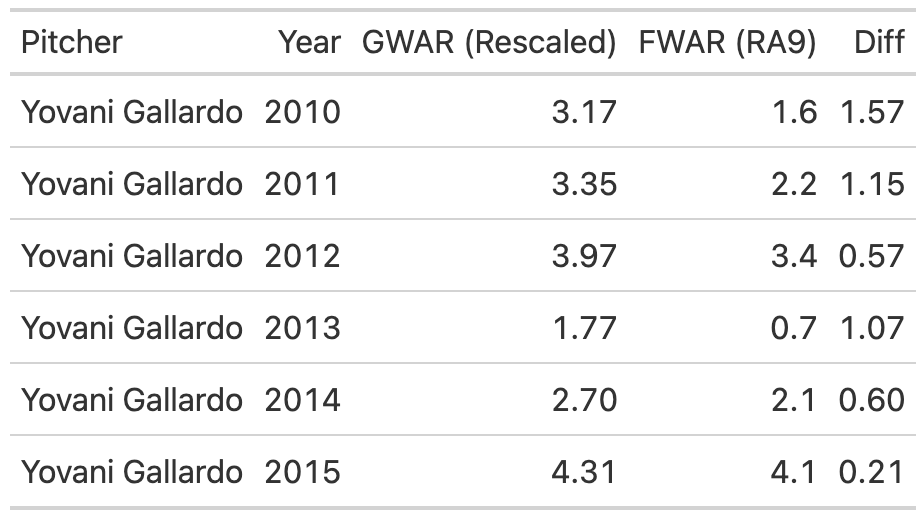 Pitcher Year GWAR (Rescaled) FWAR (RA9) Diff
Yovani Gallardo 2010 3.17 1.6 1.57
Yovani Gallardo 2011 3.35 2.2 1.15
Yovani Gallardo 2012 3.97 3.4 0.57
Yovani Gallardo 2013 1.77 0.7 1.07
Yovani Gallardo 2014 2.70 2.1 0.60
Yovani Gallardo 2015 4.31 4.1 0.21